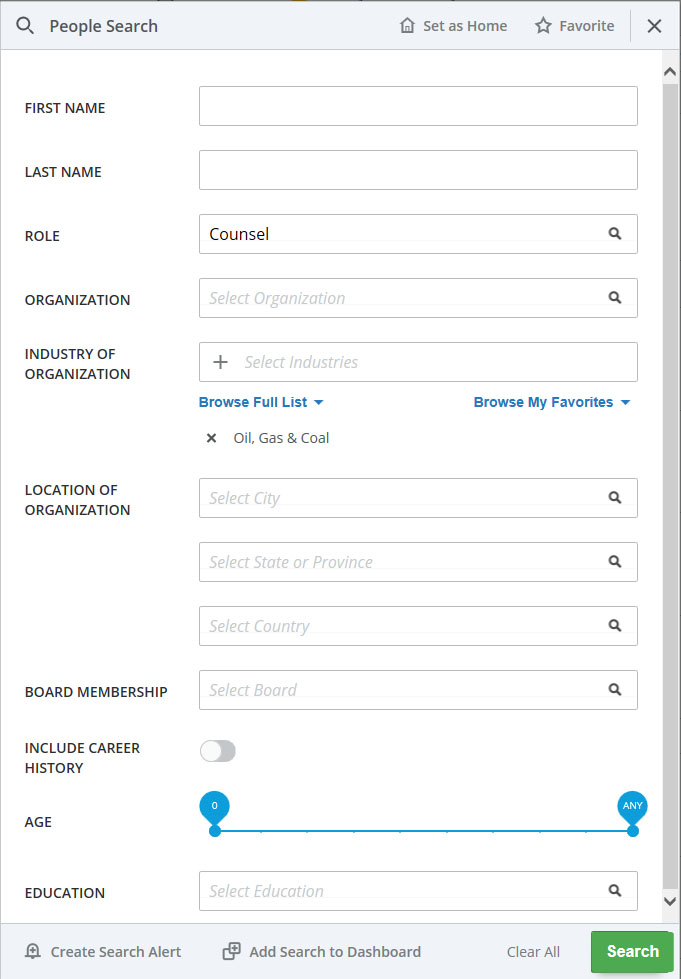 People Search
Set as Home
Favorite
FIRST NAME
LAST NAME
ROLE
Counsel
ORGANIZATION
Select Organization
INDUSTRY OF
ORGANIZATION
Select Industries
Browse Full List
Browse My Favorites
Oil, Gas & Coal
LOCATION OF
ORGANIZATION
Select City
Select State or Province
Select Country
BOARD MEMBERSHIP
Select Board
INCLUDE CAREER
HISTORY
AGE
0
ANY
EDUCATION
Select Education
Create Search Alert
Add Search to Dashboard
Clear All
Search